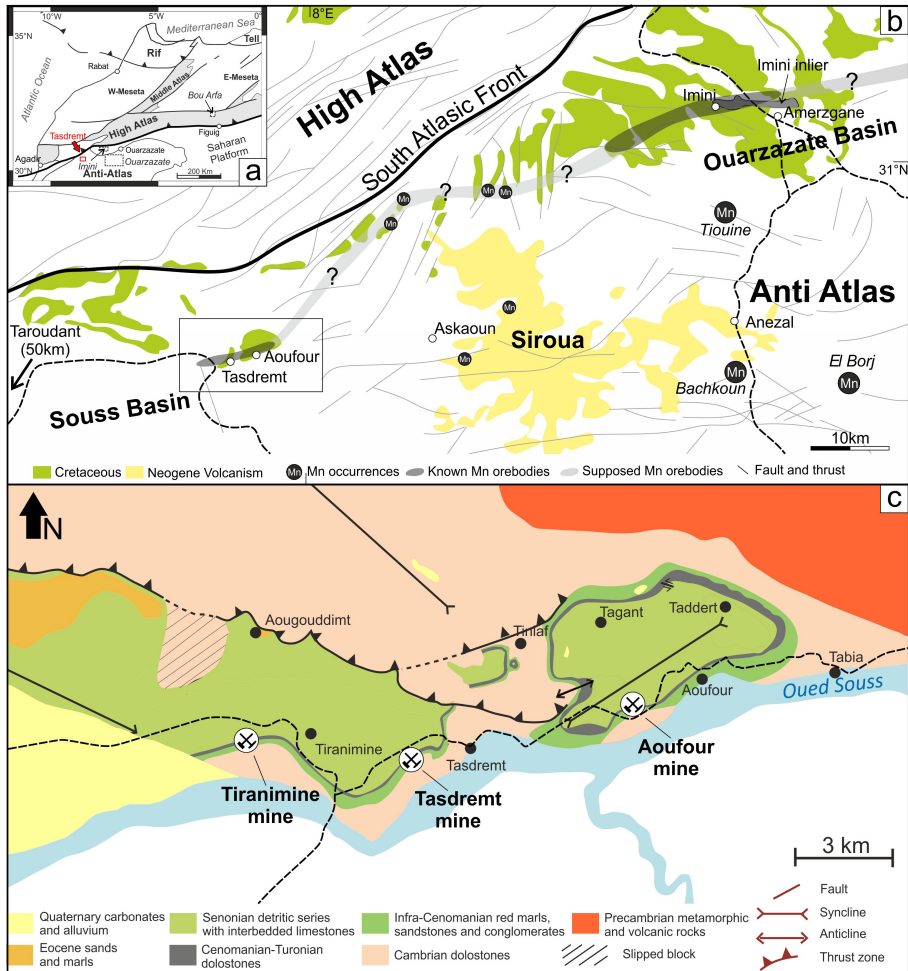 10°W
5°W
0°
35°N
30°N
Mediterranean Sea
Rif
Tell
Rabat
Atlantic Ocean
W-Meseta
Middle Atlas
E-Meseta
Bou Arfa
High Atlas
Figuig
Tasdremt
Ouarzazate
Saharan
Platform
Agadir
Imini
Ouarzazate
Anti-Atlas
200 Km
a
8°E
b
High Atlas
South Atlasic Front
Imini inlier
?
Imini
Amerzgane
Ouarzazate Basin
31°N
?
?
Mn
Mn
Mn
Mn
Mn
Tiouine
?
Anti Atlas
Taroudant
(50km)
Askaoun
Mn
Siroua
Mn
Anezal
Aoufour
Tasdremt
Souss Basin
Mn
Bachkoun
El Borj
Mn
10km
Cretaceous
Neogene Volcanism
Mn
Mn occurrences
Known Mn orebodies
Supposed Mn orebodies
Fault and thrust
c
N
Aougouddimt
Tinlaf
Tagant
Taddert
Tabia
Aoufour
Oued Souss
Tiranimine
Tasdremt
Aoufour
mine
Tiranimine
mine
Tasdremt
mine
3 km
Quaternary carbonates
and alluvium
Senonian detritic series
with interbedded limestones
Infra-Cenomanian red marls,
sandstones and conglomerates
Precambrian metamorphic
and volcanic rocks
Eocene sands
and marls
Cenomanian-Turonian
dolostones
Cambrian dolostones
Slipped block
Fault
Syncline
Anticline
Thrust zone